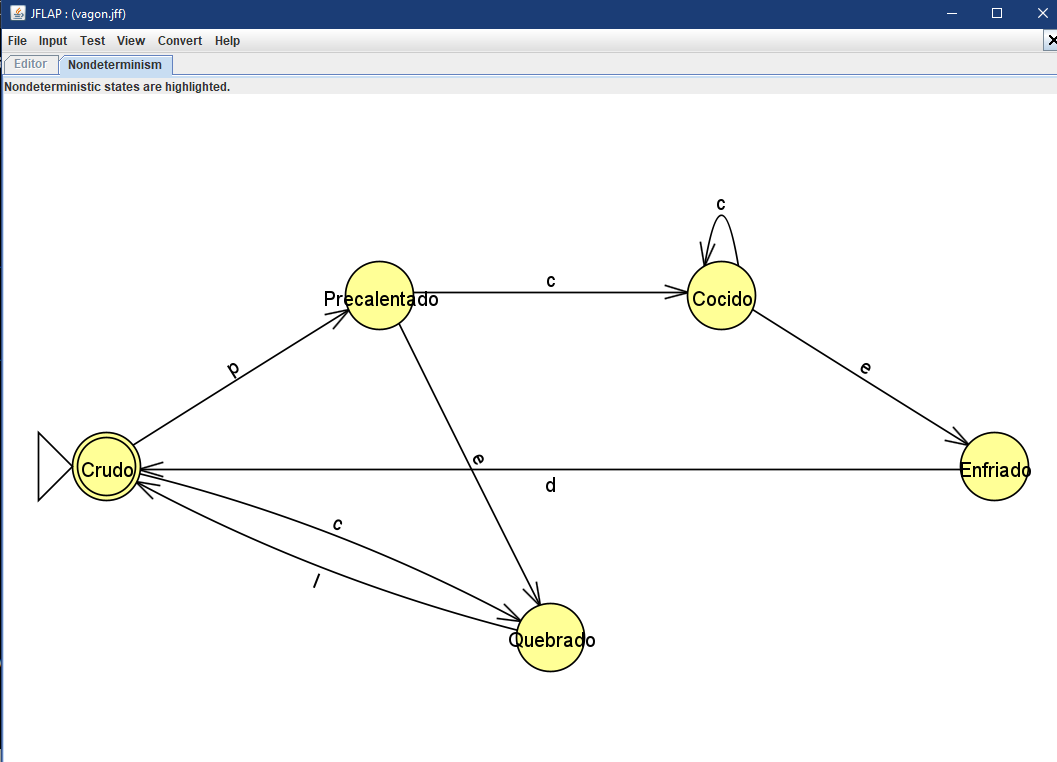 JFLAP : (vagon.jff)
File Input Test View Convert Help
Editor Nondeterminism
Nondeterministic states are highlighted.
c
c
Precalentado
Cocido
p
e
e
Crudo
Enfriado
d
c
l
Quebrado